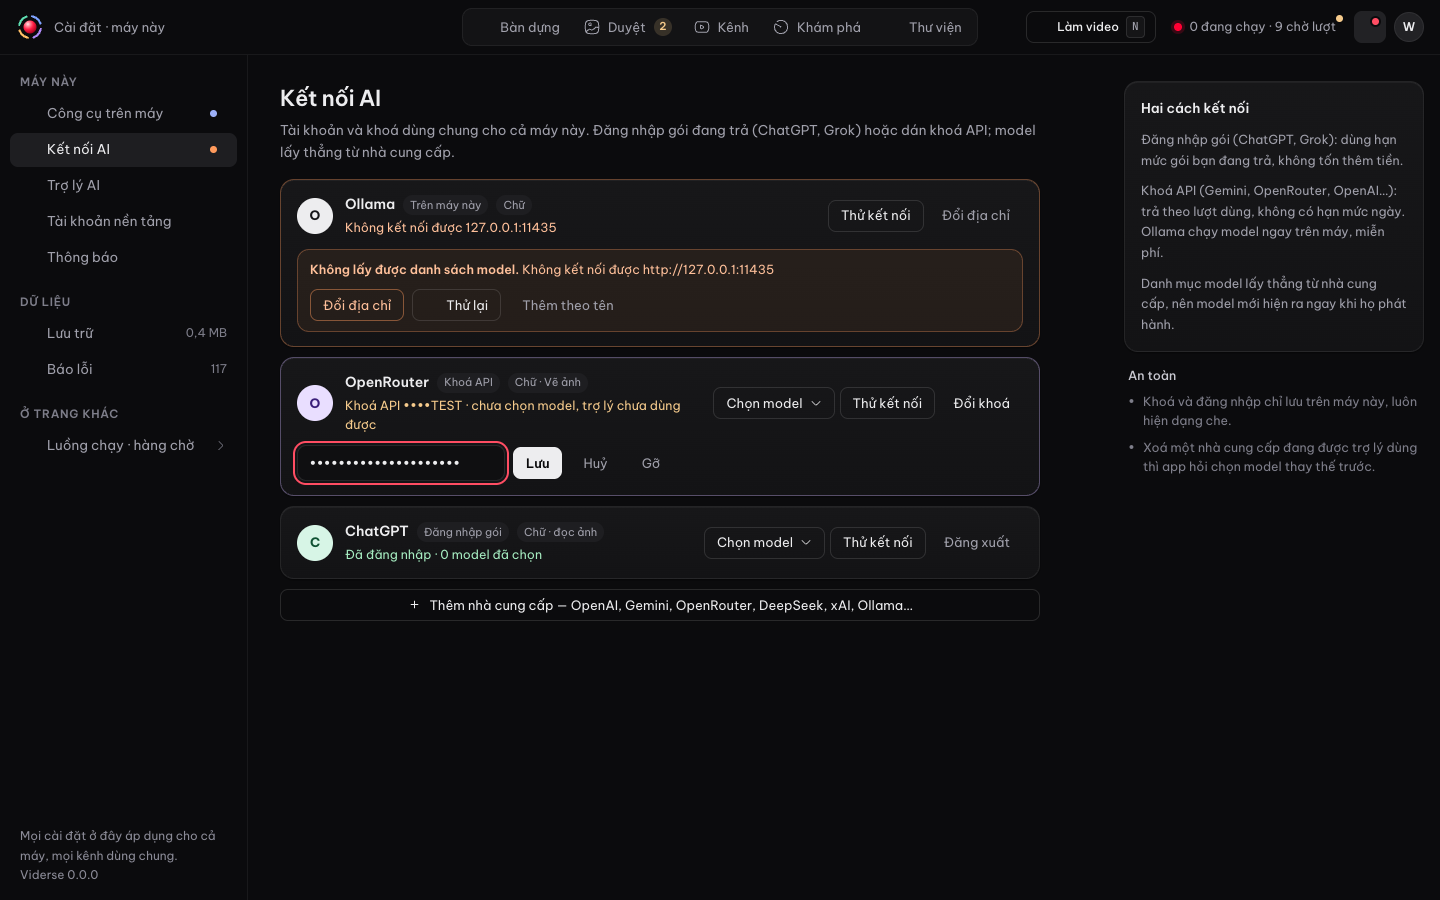 Cài đặt · máy này
Bàn dựng
Duyệt 2
Kênh
Khám phá
Thư viện
Làm video N
0 đang chạy · 9 chờ lượt
W
MÁY NÀY
Công cụ trên máy
Kết nối AI
Trợ lý AI
Tài khoản nền tảng
Thông báo
DỮ LIỆU
Lưu trữ 0,4 MB
Báo lỗi 117
Ở TRANG KHÁC
Luồng chạy · hàng chờ
Mọi cài đặt ở đây áp dụng cho cả
máy, mọi kênh dùng chung.
Viderse 0.0.0
Kết nối AI
Tài khoản và khoá dùng chung cho cả máy này. Đăng nhập gói đang trả (ChatGPT, Grok) hoặc dán khoá API; model
lấy thẳng từ nhà cung cấp.
O
Ollama Trên máy này Chữ
Không kết nối được 127.0.0.1:11435
Thử kết nối Đổi địa chỉ
Không lấy được danh sách model. Không kết nối được http://127.0.0.1:11435
Đổi địa chỉ Thử lại Thêm theo tên
O
OpenRouter Khoá API Chữ · Vẽ ảnh
Khoá API ••••TEST · chưa chọn model, trợ lý chưa dùng
được
Chọn model Thử kết nối Đổi khoá
••••••••••••••••••••• Lưu Huỷ Gỡ
C
ChatGPT Đăng nhập gói Chữ · đọc ảnh
Đã đăng nhập · 0 model đã chọn
Chọn model Thử kết nối Đăng xuất
+ Thêm nhà cung cấp — OpenAI, Gemini, OpenRouter, DeepSeek, xAI, Ollama...
Hai cách kết nối
Đăng nhập gói (ChatGPT, Grok): dùng hạn
mức gói bạn đang trả, không tốn thêm tiền.
Khoá API (Gemini, OpenRouter, OpenAI...):
trả theo lượt dùng, không có hạn mức ngày.
Ollama chạy model ngay trên máy, miễn
phí.
Danh mục model lấy thẳng từ nhà cung
cấp, nên model mới hiện ra ngay khi họ phát
hành.
An toàn
• Khoá và đăng nhập chỉ lưu trên máy này, luôn
hiện dạng che.
• Xoá một nhà cung cấp đang được trợ lý dùng
thì app hỏi chọn model thay thế trước.